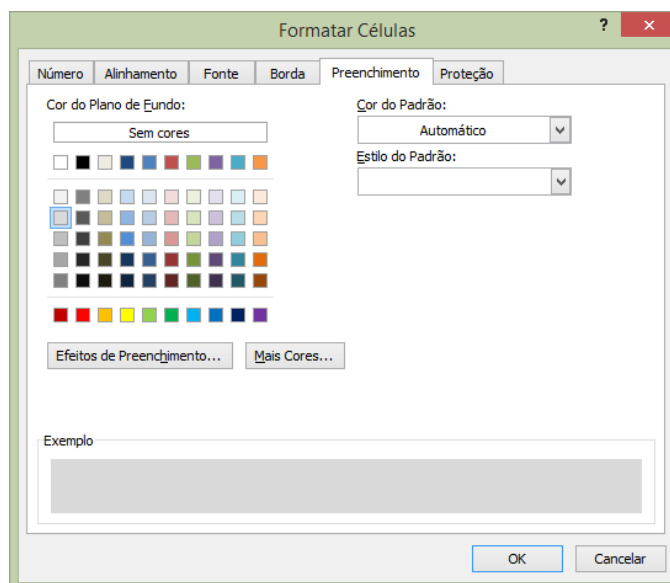 Formatar Células
?
×
Número Alinhamento Fonte Borda Preenchimento Proteção
Cor do Plano de Fundo:
Sem cores
Cor do Padrão:
Automático
Estilo do Padrão:
Efeitos de Preenchimento...
Mais Cores...
Exemplo
OK
Cancelar